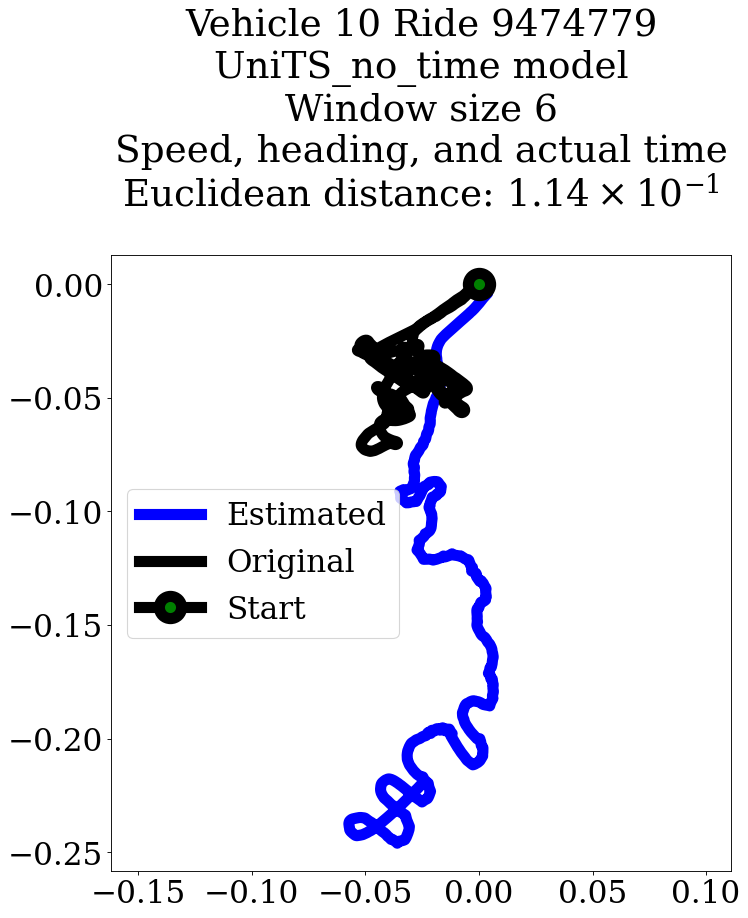 Vehicle 10 Ride 9474779
UniTS_no_time model
Window size 6
Speed, heading, and actual time
Euclidean distance: 1.14 × 10⁻¹
0.00
−0.05
−0.10
−0.15
−0.20
−0.25
Estimated
Original
Start
−0.15 −0.10 −0.05 0.00 0.05 0.10